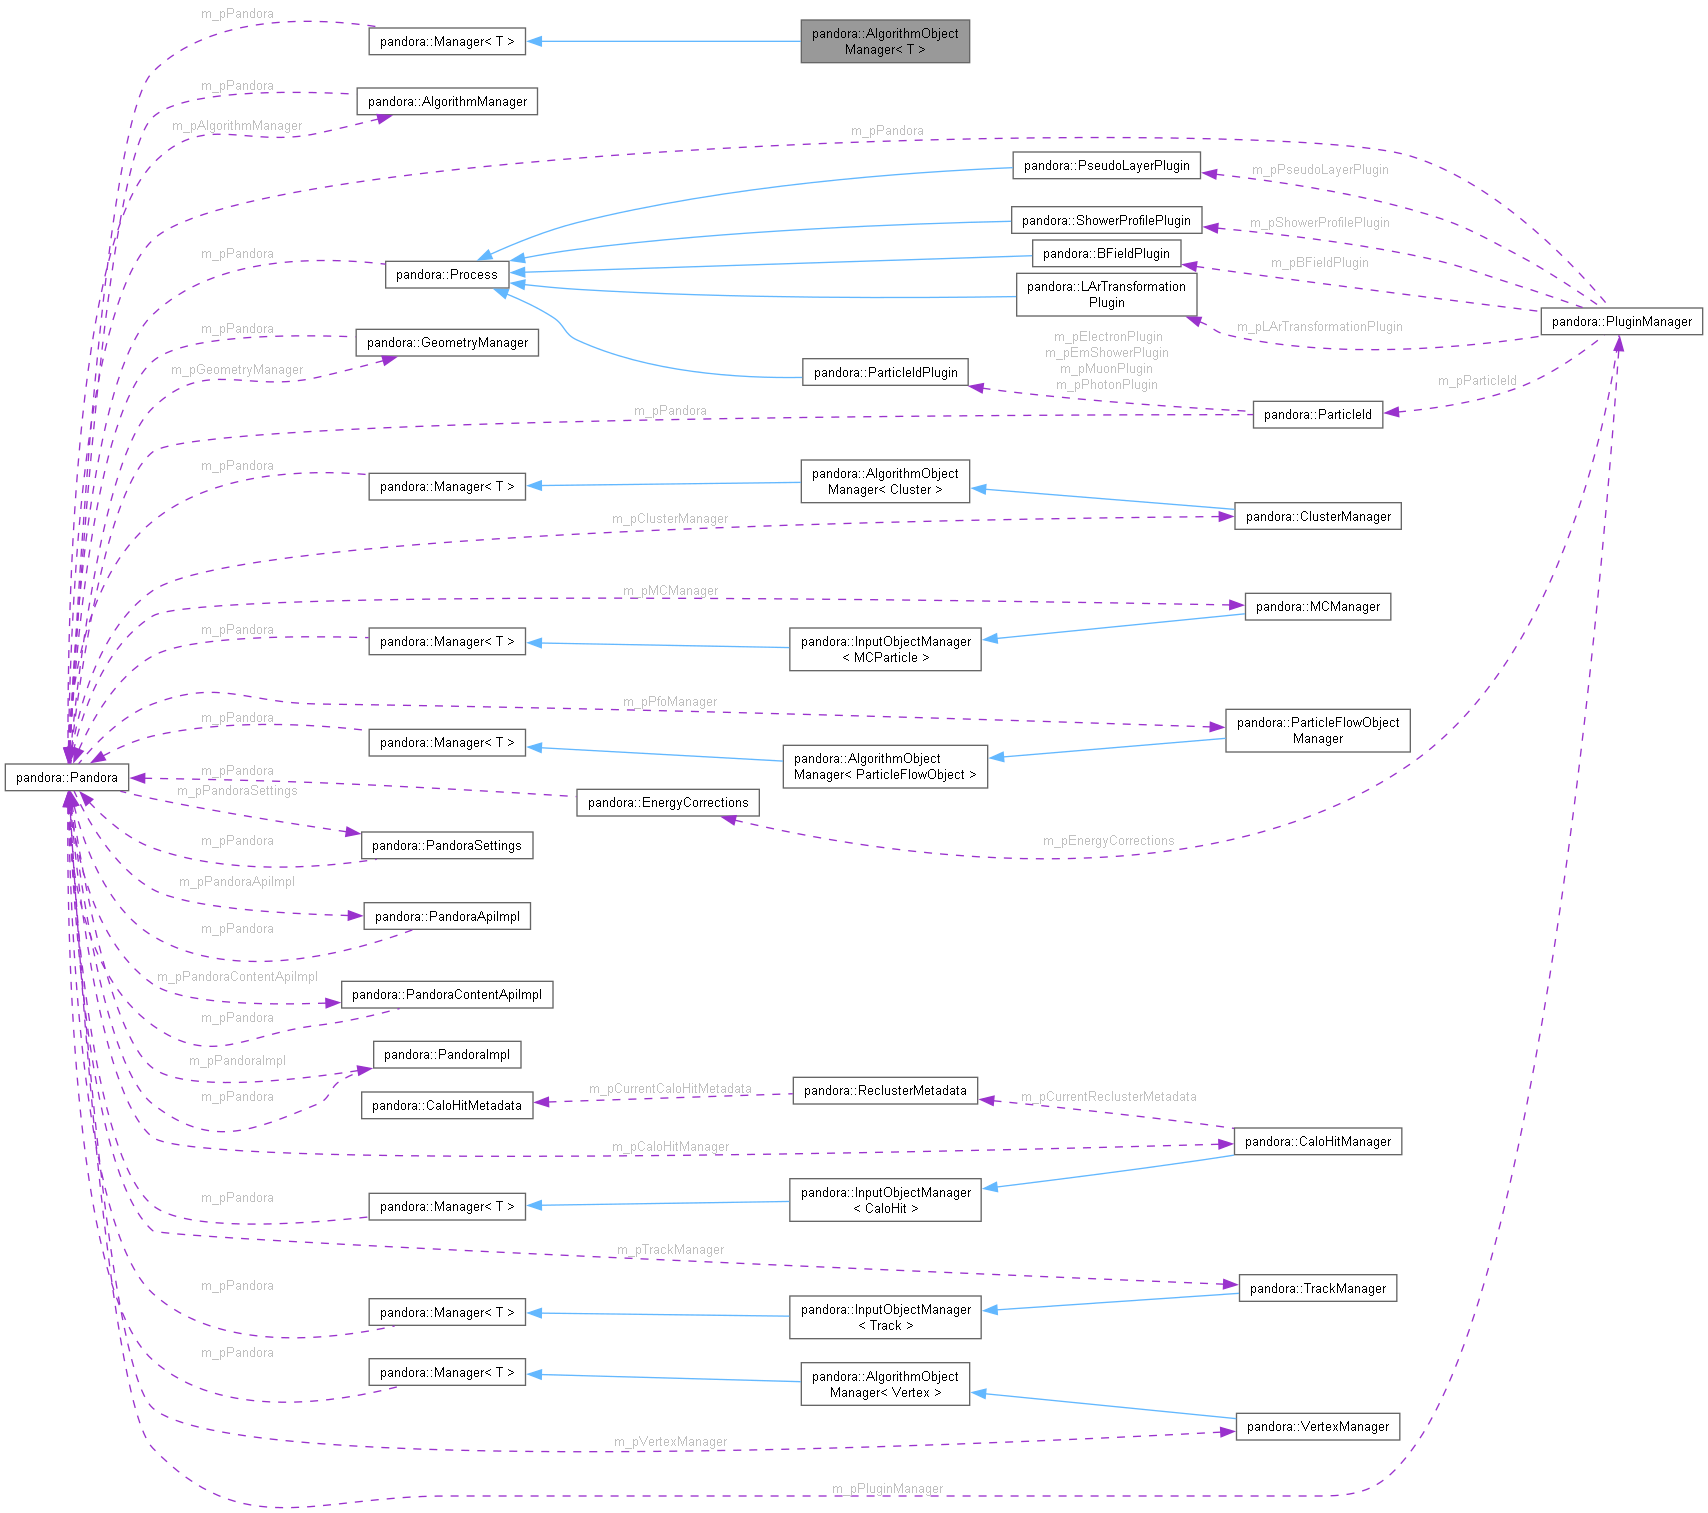 m_pPandora
pandora::Manager< T >
pandora::AlgorithmObject
Manager< T >
m_pPandora
pandora::AlgorithmManager
m_pAlgorithmManager
m_pPandora
pandora::PseudoLayerPlugin
m_pPseudoLayerPlugin
pandora::ShowerProfilePlugin
m_pShowerProfilePlugin
m_pPandora
pandora::BFieldPlugin
m_pBFieldPlugin
pandora::Process
pandora::LArTransformation
Plugin
pandora::PluginManager
m_pLArTransformationPlugin
m_pPandora
pandora::GeometryManager
m_pGeometryManager
m_pElectronPlugin
m_pEmShowerPlugin
m_pMuonPlugin
m_pPhotonPlugin
pandora::ParticleIdPlugin
m_pParticleId
m_pPandora
pandora::ParticleId
m_pPandora
pandora::Manager< T >
pandora::AlgorithmObject
Manager< Cluster >
m_pClusterManager
pandora::ClusterManager
m_pMCManager
pandora::MCManager
m_pPandora
pandora::Manager< T >
pandora::InputObjectManager
< MCParticle >
m_pPfoManager
m_pPandora
pandora::ParticleFlowObject
Manager
pandora::Manager< T >
pandora::AlgorithmObject
Manager< ParticleFlowObject >
pandora::Pandora
m_pPandora
m_pPandoraSettings
pandora::EnergyCorrections
m_pEnergyCorrections
m_pPandora
pandora::PandoraSettings
m_pPandoraApiImpl
pandora::PandoraApiImpl
m_pPandora
m_pPandoraContentApiImpl
pandora::PandoraContentApiImpl
m_pPandora
m_pPandoraImpl
pandora::PandoraImpl
m_pPandora
pandora::CaloHitMetadata
m_pCurrentCaloHitMetadata
pandora::ReclusterMetadata
m_pCurrentReclusterMetadata
m_pCaloHitManager
pandora::CaloHitManager
m_pPandora
pandora::Manager< T >
pandora::InputObjectManager
< CaloHit >
m_pTrackManager
pandora::TrackManager
m_pPandora
pandora::Manager< T >
pandora::InputObjectManager
< Track >
m_pPandora
pandora::Manager< T >
pandora::AlgorithmObject
Manager< Vertex >
m_pVertexManager
pandora::VertexManager
m_pPluginManager